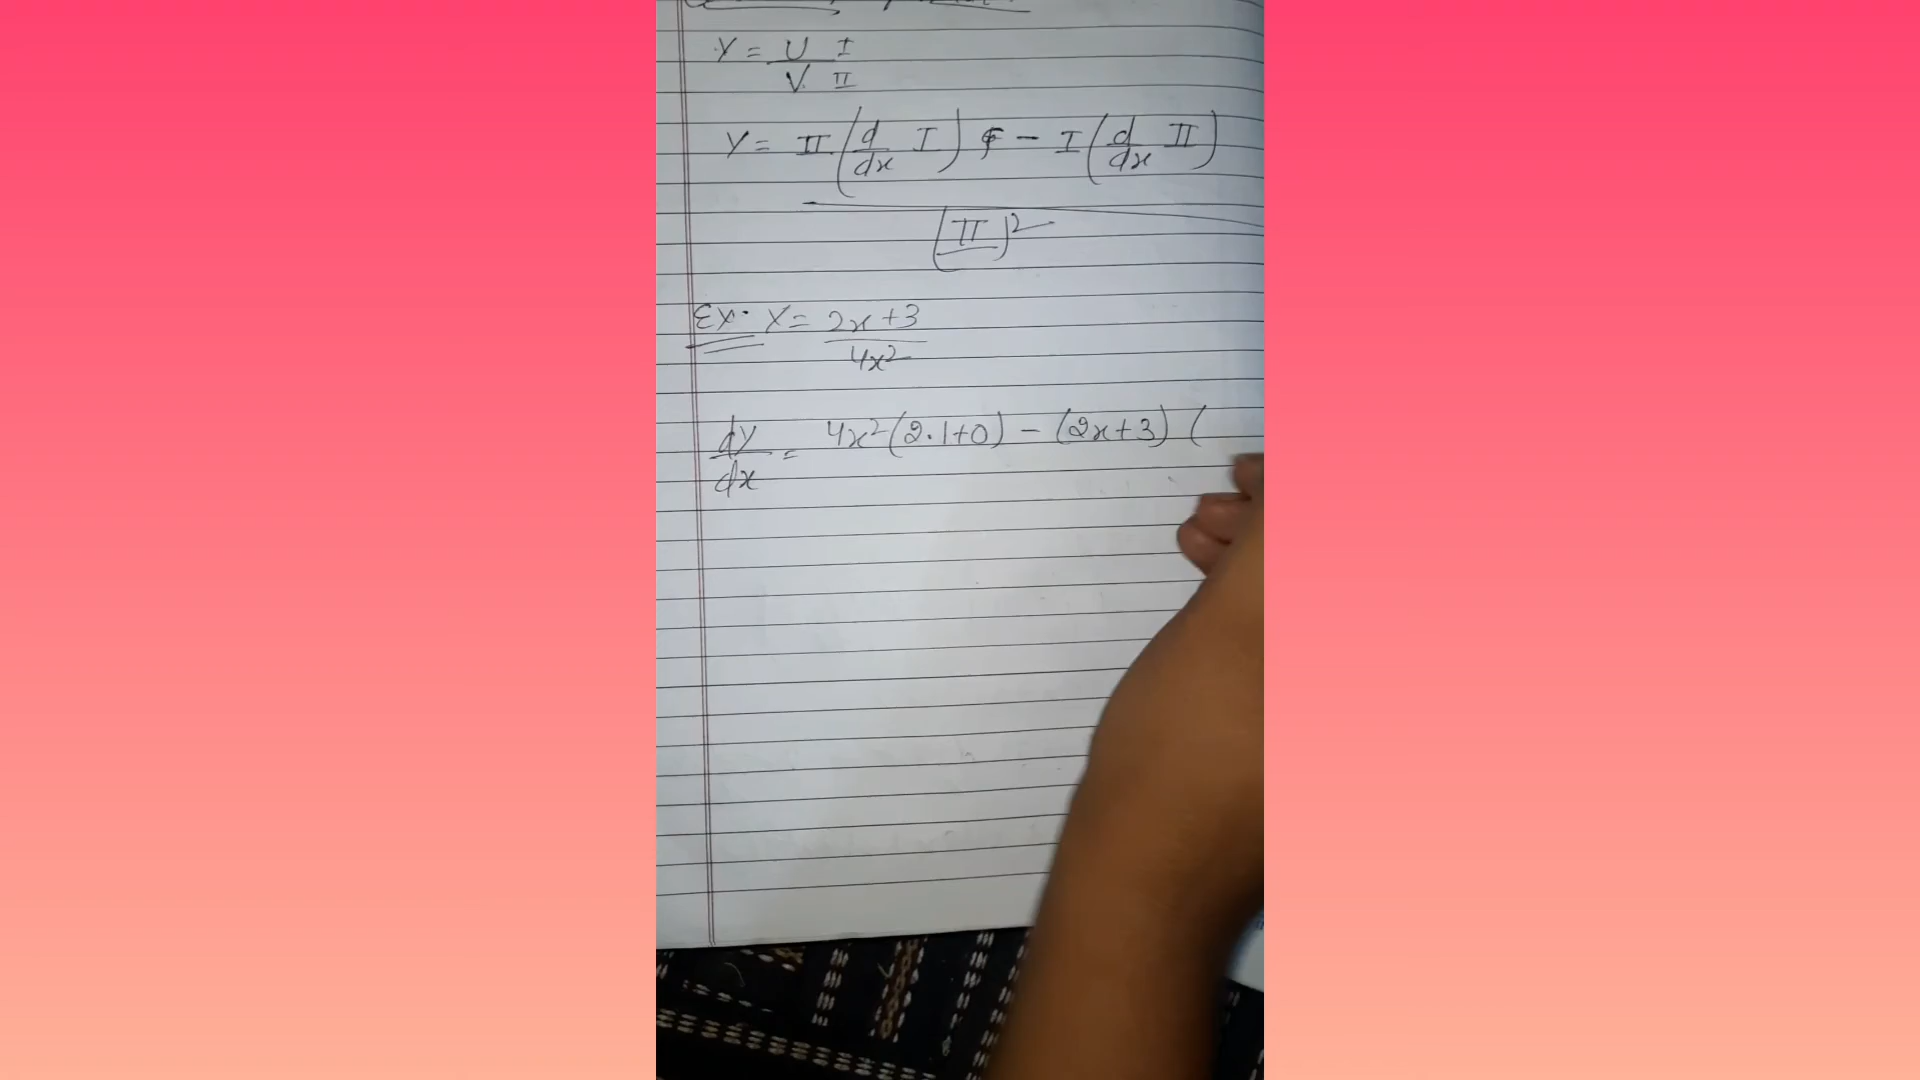 Y = U I
V. II
Y = II (d/dx I) - I (d/dx II)
(II)²
Ex. Y = 2x+3
4x²
dy/dx = 4x²(2.1+0) - (2x+3) (